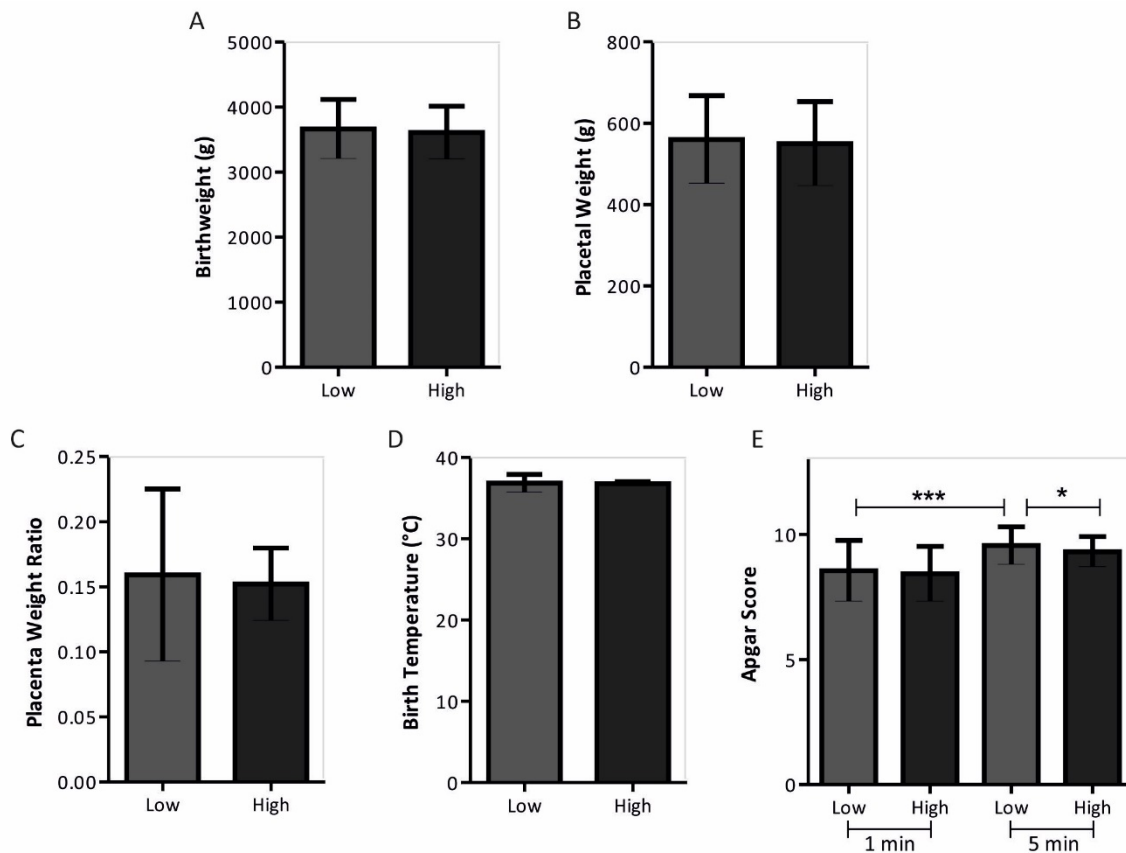 A
Birthweight (g)
5000
4000
3000
2000
1000
0
Low High
B
Placetal Weight (g)
800
600
400
200
0
Low High
C
Placenta Weight Ratio
0.25
0.20
0.15
0.10
0.05
0.00
Low High
D
Birth Temperature (°C)
40
30
20
10
0
Low High
E
Apgar Score
10
5
0
*** *
Low High Low High
1 min 5 min